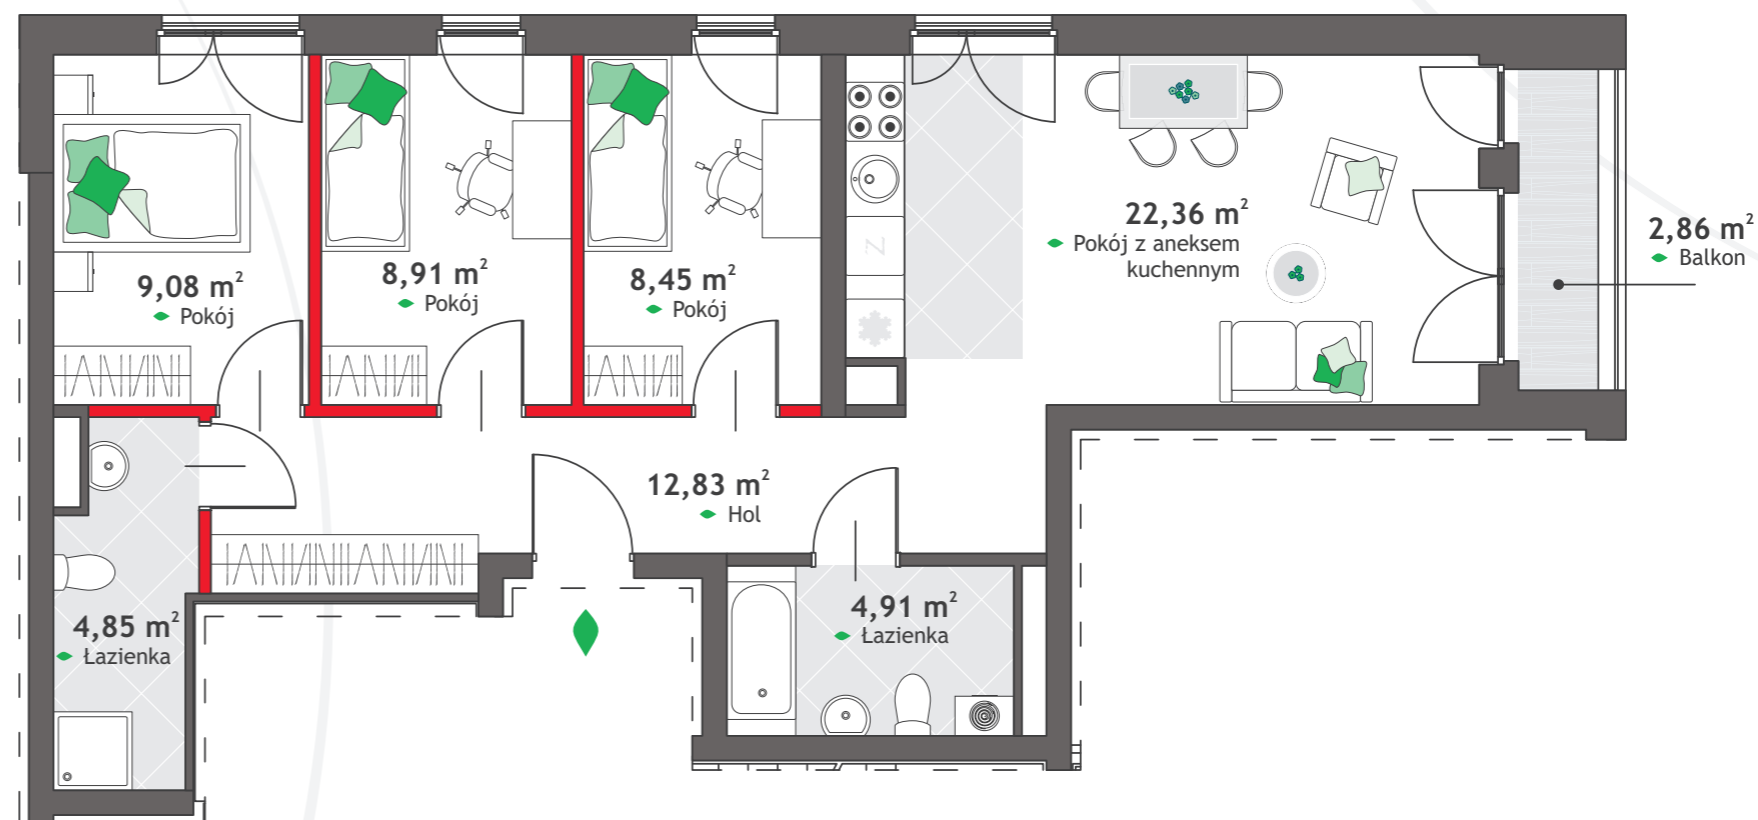 9,08 m²
Pokój
8,91 m²
Pokój
8,45 m²
Pokój
N
22,36 m²
Pokój z aneksem
kuchennym
2,86 m²
Balkon
12,83 m²
Hol
4,85 m²
Łazienka
4,91 m²
Łazienka